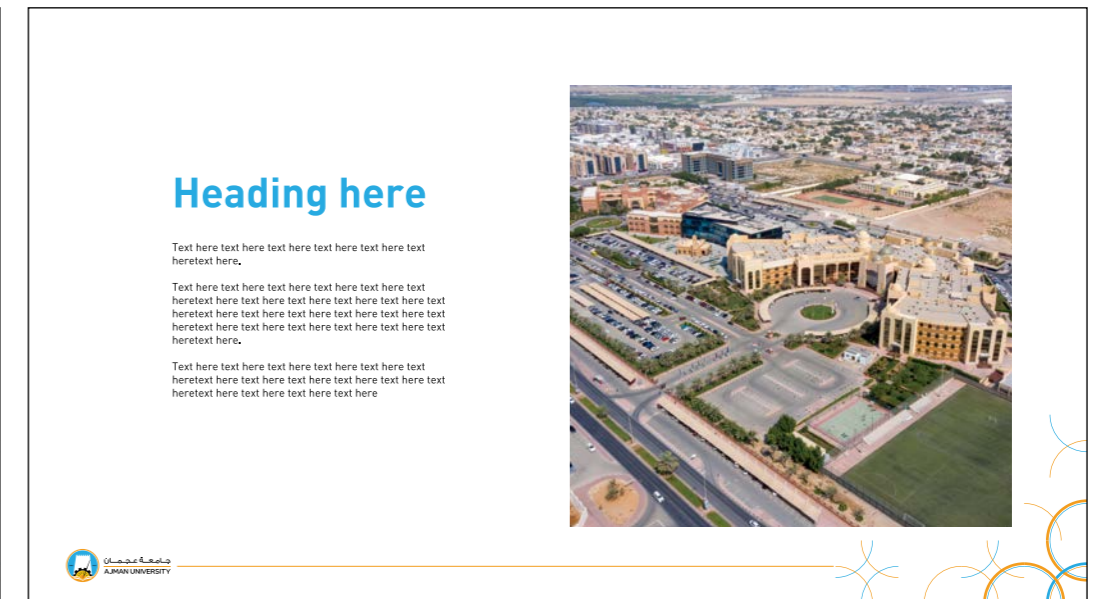 Heading here
Text here text here text here text here text here text
heretext here.
Text here text here text here text here text here text
heretext here text here text here text here text here text
heretext here text here text here text here text here text
heretext here text here text here text here text here text
heretext here.
Text here text here text here text here text here text
heretext here text here text here text here text here text
heretext here text here text here text here
جامعة عجمان
AJMAN UNIVERSITY